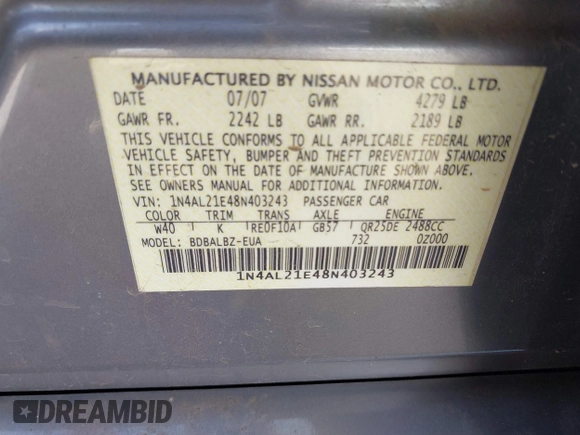 MANUFACTURED BY NISSAN MOTOR CO., LTD.
DATE 07/07 GVWR 4279 LB
GAWR FR. 2242 LB GAWR RR. 2189 LB
THIS VEHICLE CONFORMS TO ALL APPLICABLE FEDERAL MOTOR
VEHICLE SAFETY, BUMPER AND THEFT PREVENTION STANDARDS
IN EFFECT ON THE DATE OF MANUFACTURE SHOWN ABOVE.
SEE OWNERS MANUAL FOR ADDITIONAL INFORMATION.
VIN: 1N4AL21E48N403243 PASSENGER CAR
COLOR TRIM TRANS AXLE ENGINE
W40 K RE0F10A GB57 QR25DE 2488CC
MODEL: BDBALBZ-EUA 732 0Z000
1N4AL21E48N403243
DREAMBID